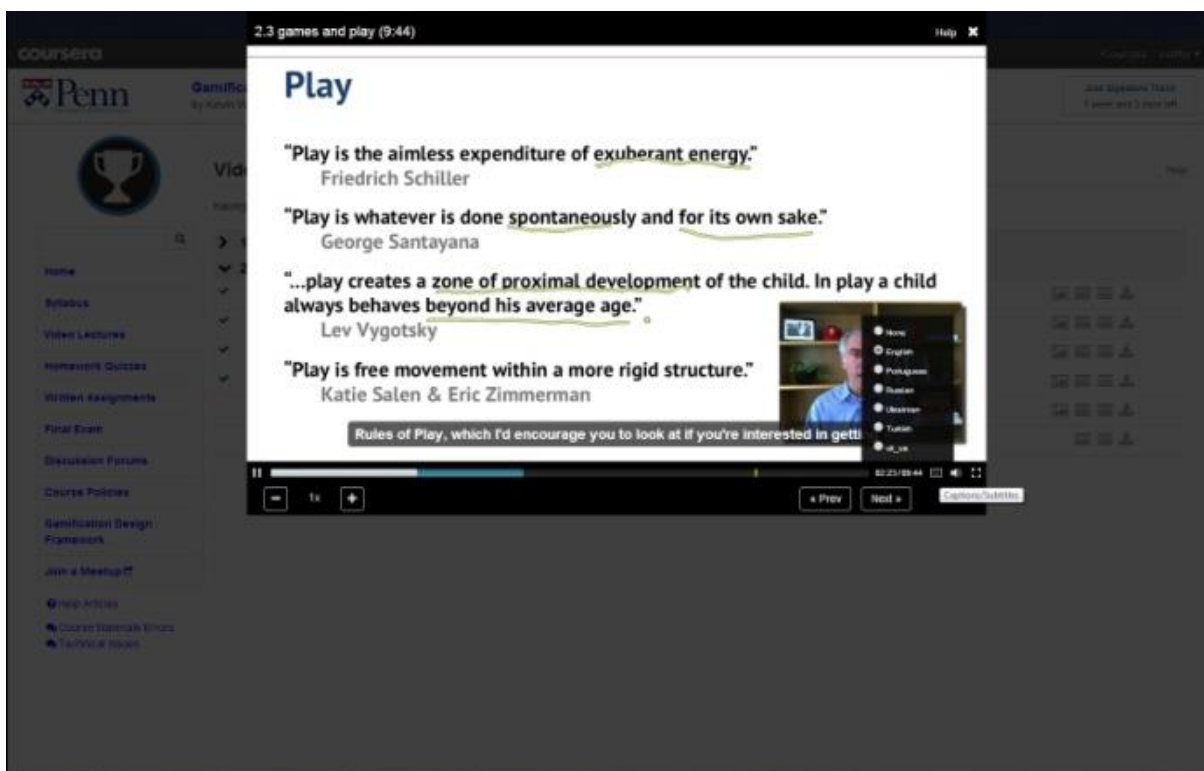 2.3 games and play (9:44)
Help
coursera
Penn
Play
"Play is the aimless expenditure of exuberant energy."
Friedrich Schiller
"Play is whatever is done spontaneously and for its own sake."
George Santayana
"...play creates a zone of proximal development of the child. In play a child
always behaves beyond his average age."
Lev Vygotsky
"Play is free movement within a more rigid structure."
Katie Salen & Eric Zimmerman
None
English
Portuguese
Russian
Ukrainian
Rules of Play, which I'd encourage you to look at if you're interested in getti
02:23/09:44
1x
« Prev
Next »
Captions/Subtitles
Home
Syllabus
Video Lectures
Homework Quizzes
Written Assignments
Final Exam
Discussion Forums
Course Policies
Gamification Design
Framework
Join a Meetup
Help Articles
Course Materials Errors
Technical Issues